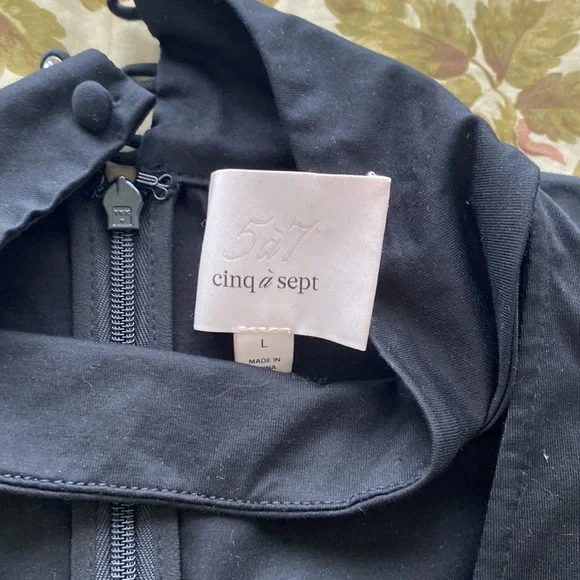 5à7
cinq à sept
L
MADE IN